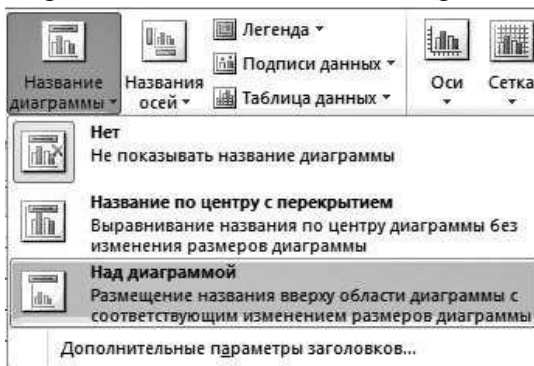 Название диаграммы
Названия осей
Легенда
Подписи данных
Таблица данных
Оси
Сетка
Нет
Не показывать название диаграммы
Название по центру с перекрытием
Выравнивание названия по центру диаграммы без
изменения размеров диаграммы
Над диаграммой
Размещение названия вверху области диаграммы с
соответствующим изменением размеров диаграммы
Дополнительные параметры заголовков...